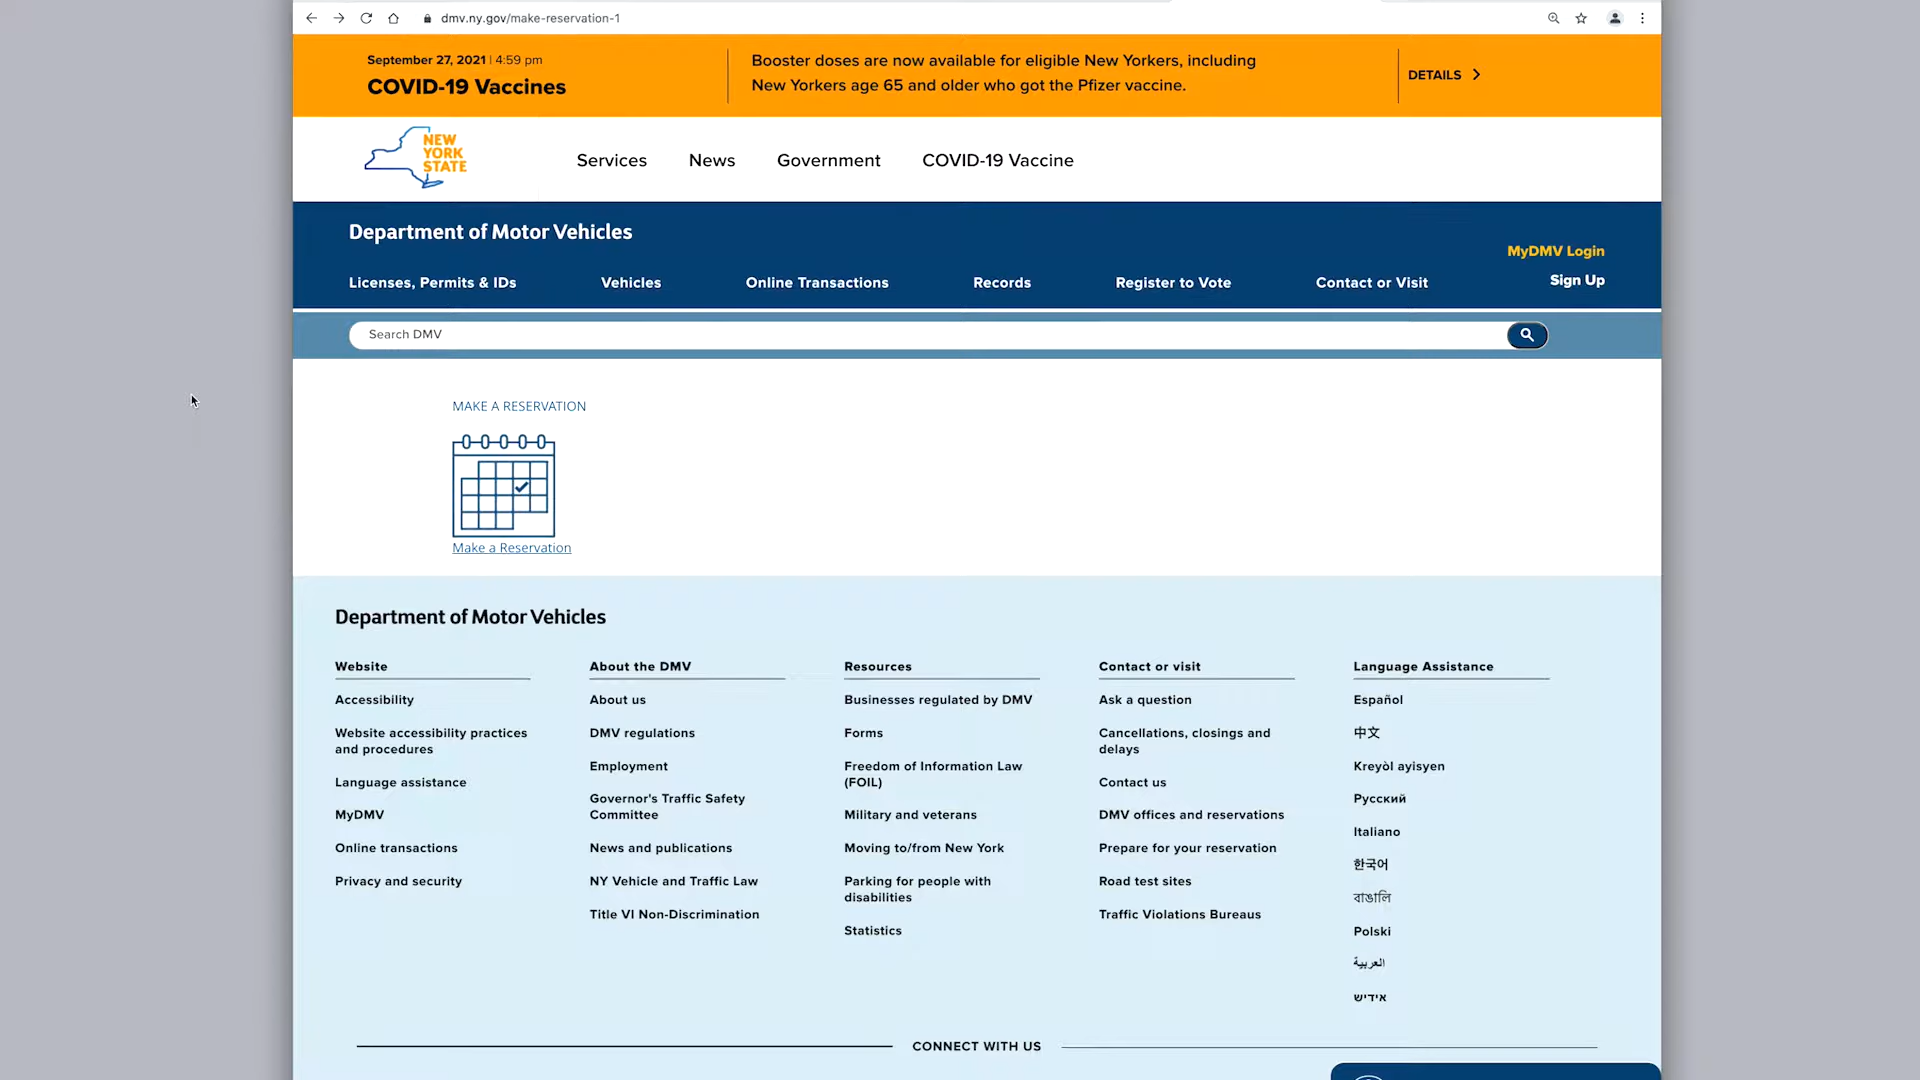 dmv.ny.gov/make-reservation-1
September 27, 2021 | 4:59 pm
COVID-19 Vaccines
Booster doses are now available for eligible New Yorkers, including
New Yorkers age 65 and older who got the Pfizer vaccine.
DETAILS
NEW
YORK
STATE
Services
News
Government
COVID-19 Vaccine
Department of Motor Vehicles
MyDMV Login
Sign Up
Licenses, Permits & IDs
Vehicles
Online Transactions
Records
Register to Vote
Contact or Visit
Search DMV
MAKE A RESERVATION
Make a Reservation
Department of Motor Vehicles
Website
Accessibility
Website accessibility practices
and procedures
Language assistance
MyDMV
Online transactions
Privacy and security
About the DMV
About us
DMV regulations
Employment
Governor's Traffic Safety
Committee
News and publications
NY Vehicle and Traffic Law
Title VI Non-Discrimination
Resources
Businesses regulated by DMV
Forms
Freedom of Information Law
(FOIL)
Military and veterans
Moving to/from New York
Parking for people with
disabilities
Statistics
Contact or visit
Ask a question
Cancellations, closings and
delays
Contact us
DMV offices and reservations
Prepare for your reservation
Road test sites
Traffic Violations Bureaus
Language Assistance
Español
中文
Kreyòl ayisyen
Русский
Italiano
한국어
বাঙালি
Polski
العربية
אידיש
CONNECT WITH US